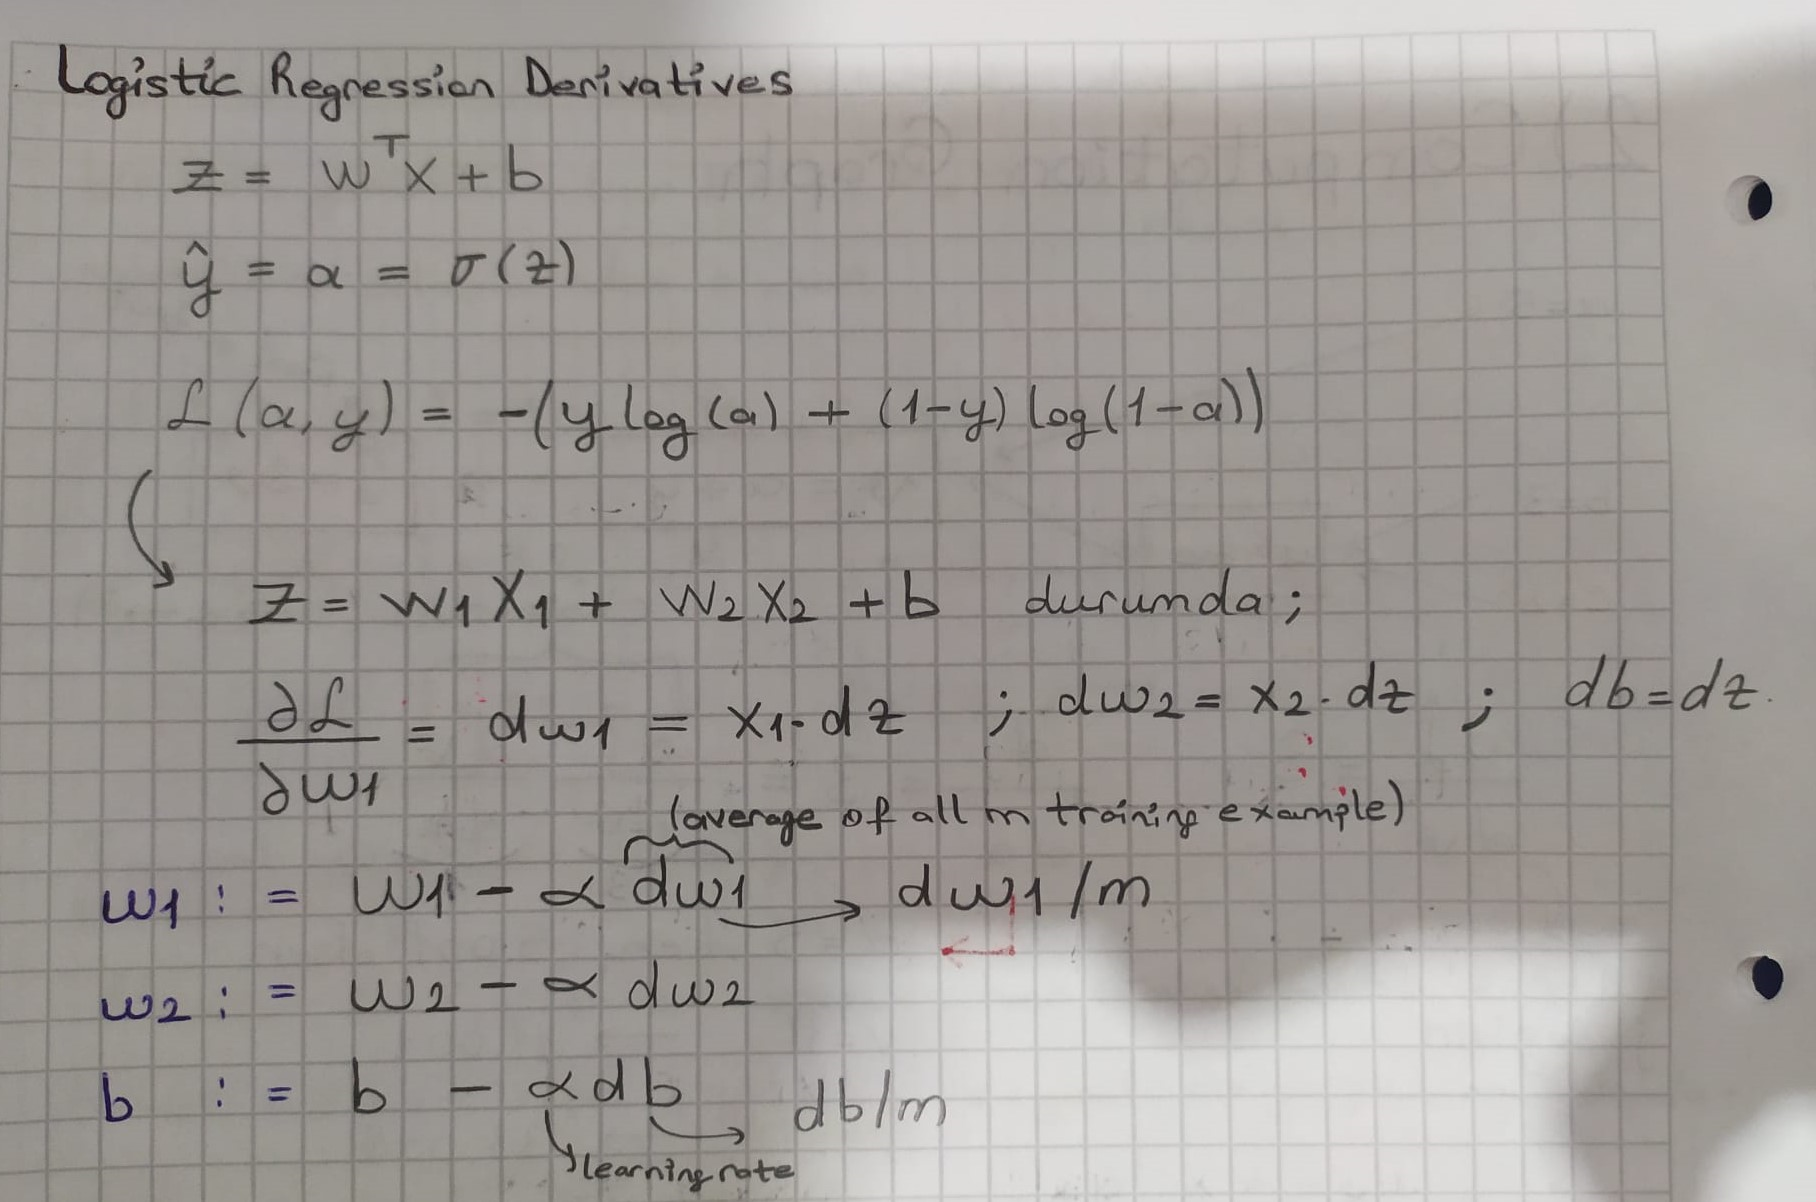 Logistic Regression Derivatives
z = wᵀx + b
ŷ = a = σ(z)
ℒ(a, y) = -(y log(a) + (1-y) log(1-a))
z = w1 x1 + w2 x2 + b durumda;
∂ℒ/∂w1 = dw1 = x1·dz ; dw2 = x2·dz ; db=dz.
(average of all m training example)
w1 := w1 - α dw1 → dw1/m
w2 := w2 - α dw2
b := b - α db → db/m
learning rate